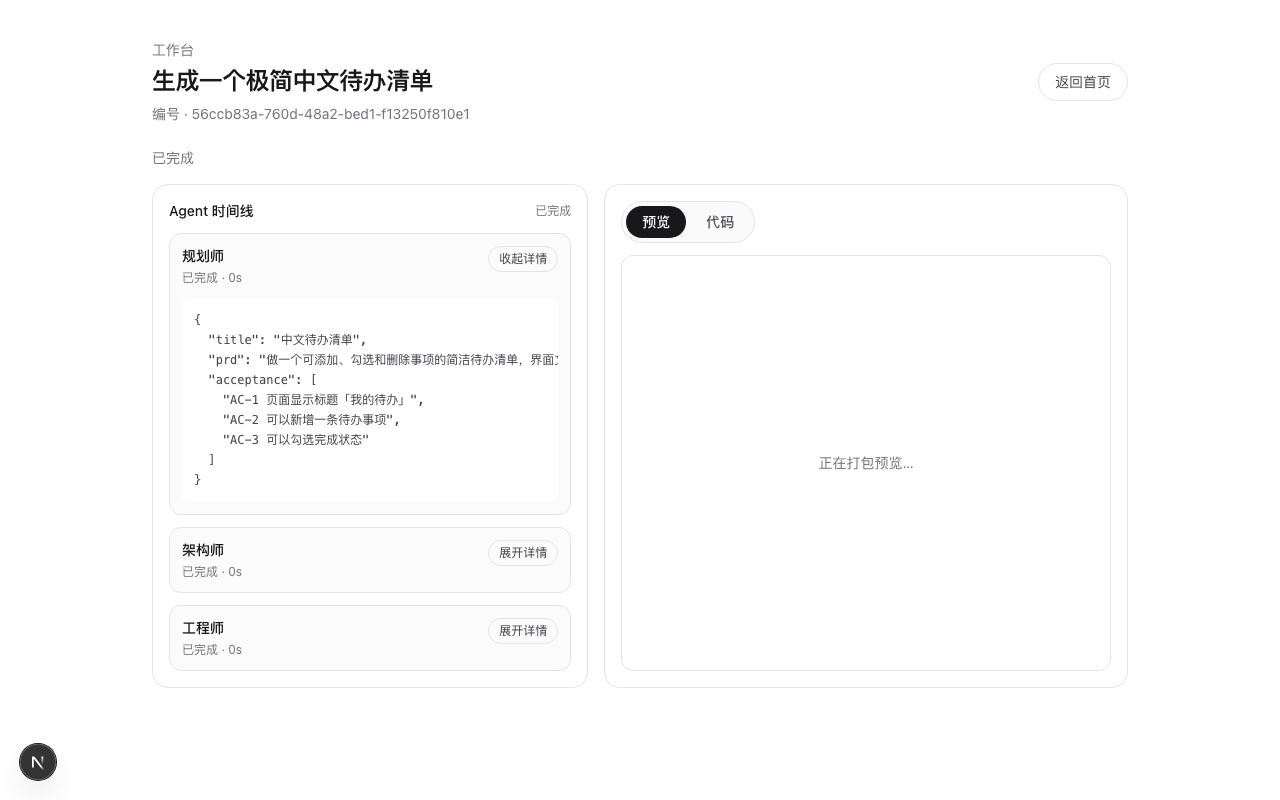 工作台
生成一个极简中文待办清单
返回首页
编号 · 56ccb83a-760d-48a2-bed1-f13250f810e1
已完成
Agent 时间线
已完成
规划师
收起详情
已完成 · 0s
{
"title": "中文待办清单",
"prd": "做一个可添加、勾选和删除事项的简洁待办清单，界面
"acceptance": [
"AC-1 页面显示标题「我的待办」",
"AC-2 可以新增一条待办事项",
"AC-3 可以勾选完成状态"
]
}
架构师
展开详情
已完成 · 0s
工程师
展开详情
已完成 · 0s
预览
代码
正在打包预览...
N